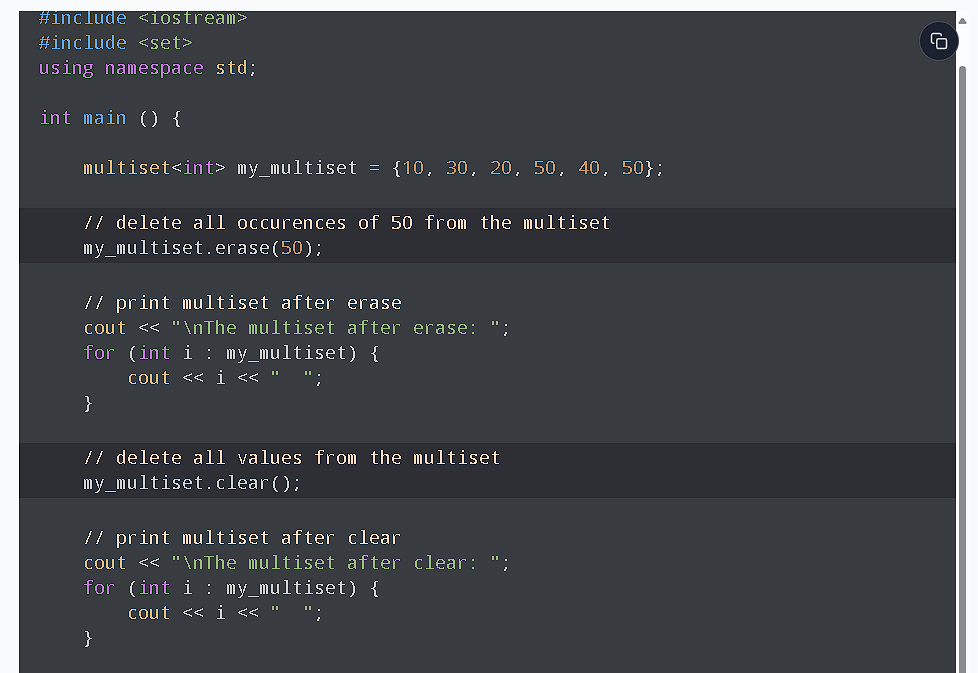 #include <iostream>
#include <set>
using namespace std;
int main () {
multiset<int> my_multiset = {10, 30, 20, 50, 40, 50};
// delete all occurences of 50 from the multiset
my_multiset.erase(50);
// print multiset after erase
cout << "\nThe multiset after erase: ";
for (int i : my_multiset) {
cout << i << "  ";
}
// delete all values from the multiset
my_multiset.clear();
// print multiset after clear
cout << "\nThe multiset after clear: ";
for (int i : my_multiset) {
cout << i << "  ";
}